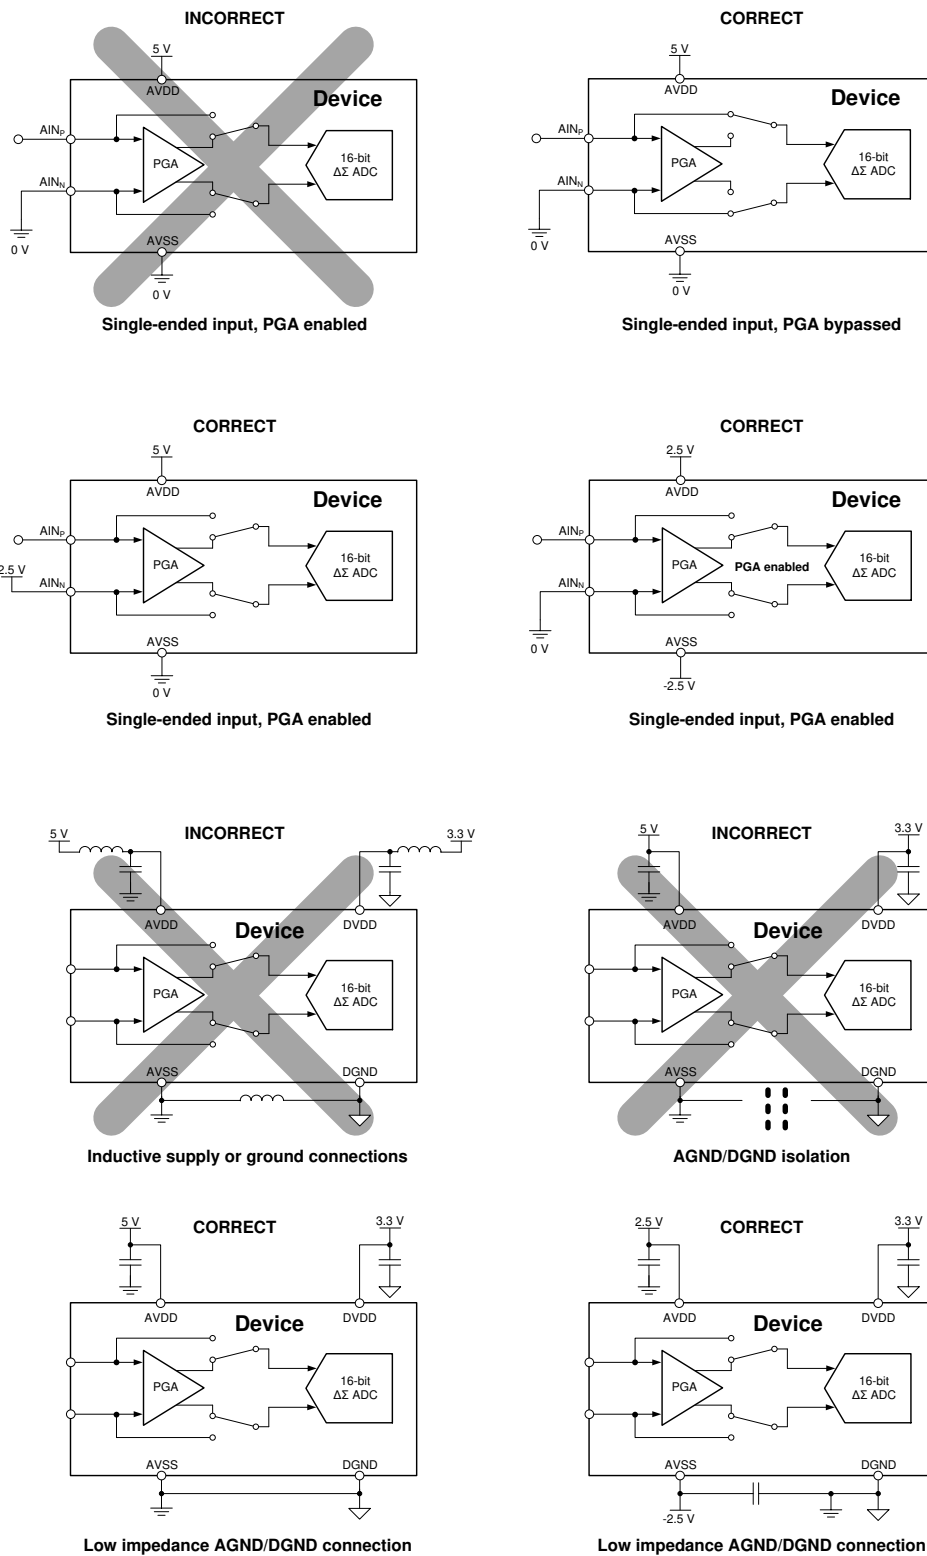 INCORRECT
5 V
AVDD
Device
AINP
PGA
16-bit
ΔΣ ADC
AINN
0 V
AVSS
0 V
Single-ended input, PGA enabled
CORRECT
5 V
AVDD
Device
AINP
PGA
16-bit
ΔΣ ADC
AINN
0 V
AVSS
0 V
Single-ended input, PGA bypassed
CORRECT
5 V
AVDD
Device
AINP
PGA
16-bit
ΔΣ ADC
2.5 V
AINN
AVSS
0 V
Single-ended input, PGA enabled
CORRECT
2.5 V
AVDD
Device
AINP
PGA
PGA enabled
16-bit
ΔΣ ADC
AINN
0 V
AVSS
-2.5 V
Single-ended input, PGA enabled
INCORRECT
5 V
3.3 V
AVDD
Device
DVDD
PGA
16-bit
ΔΣ ADC
AVSS
DGND
Inductive supply or ground connections
INCORRECT
5 V
3.3 V
AVDD
Device
DVDD
PGA
16-bit
ΔΣ ADC
AVSS
DGND
AGND/DGND isolation
CORRECT
5 V
3.3 V
AVDD
Device
DVDD
PGA
16-bit
ΔΣ ADC
AVSS
DGND
Low impedance AGND/DGND connection
CORRECT
2.5 V
3.3 V
AVDD
Device
DVDD
PGA
16-bit
ΔΣ ADC
AVSS
DGND
-2.5 V
Low impedance AGND/DGND connection